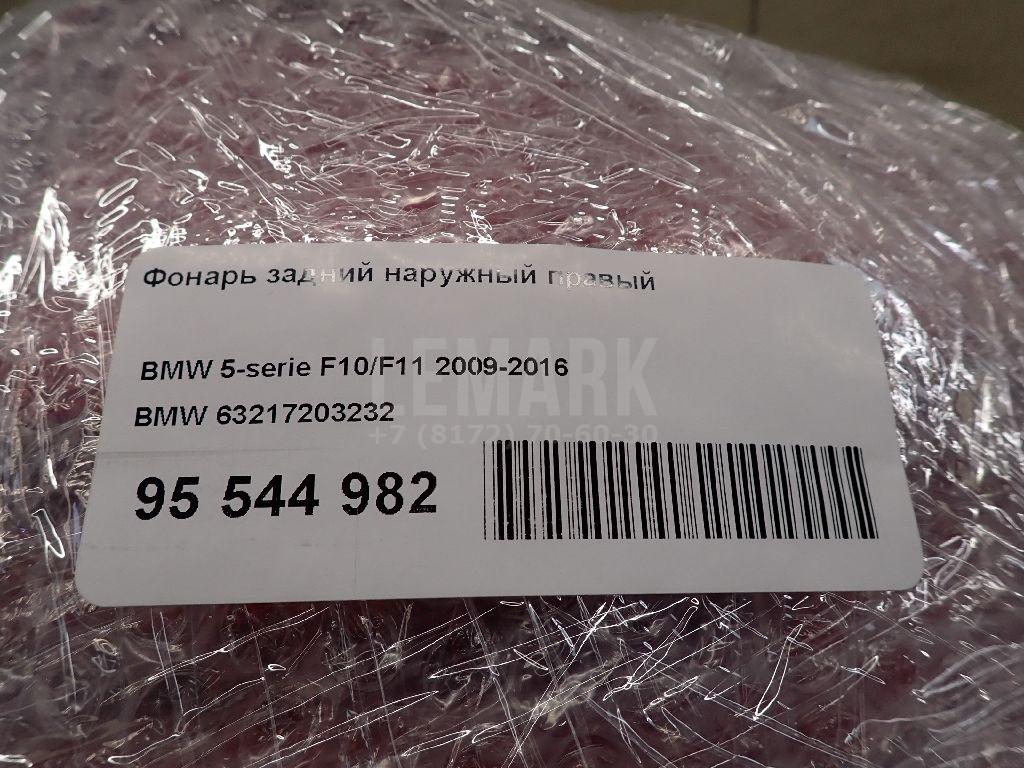 Фонарь задний наружный правый
BMW 5-serie F10/F11 2009-2016
LEMARK
BMW 63217203232
+7 (8172) 70-60-30
95 544 982